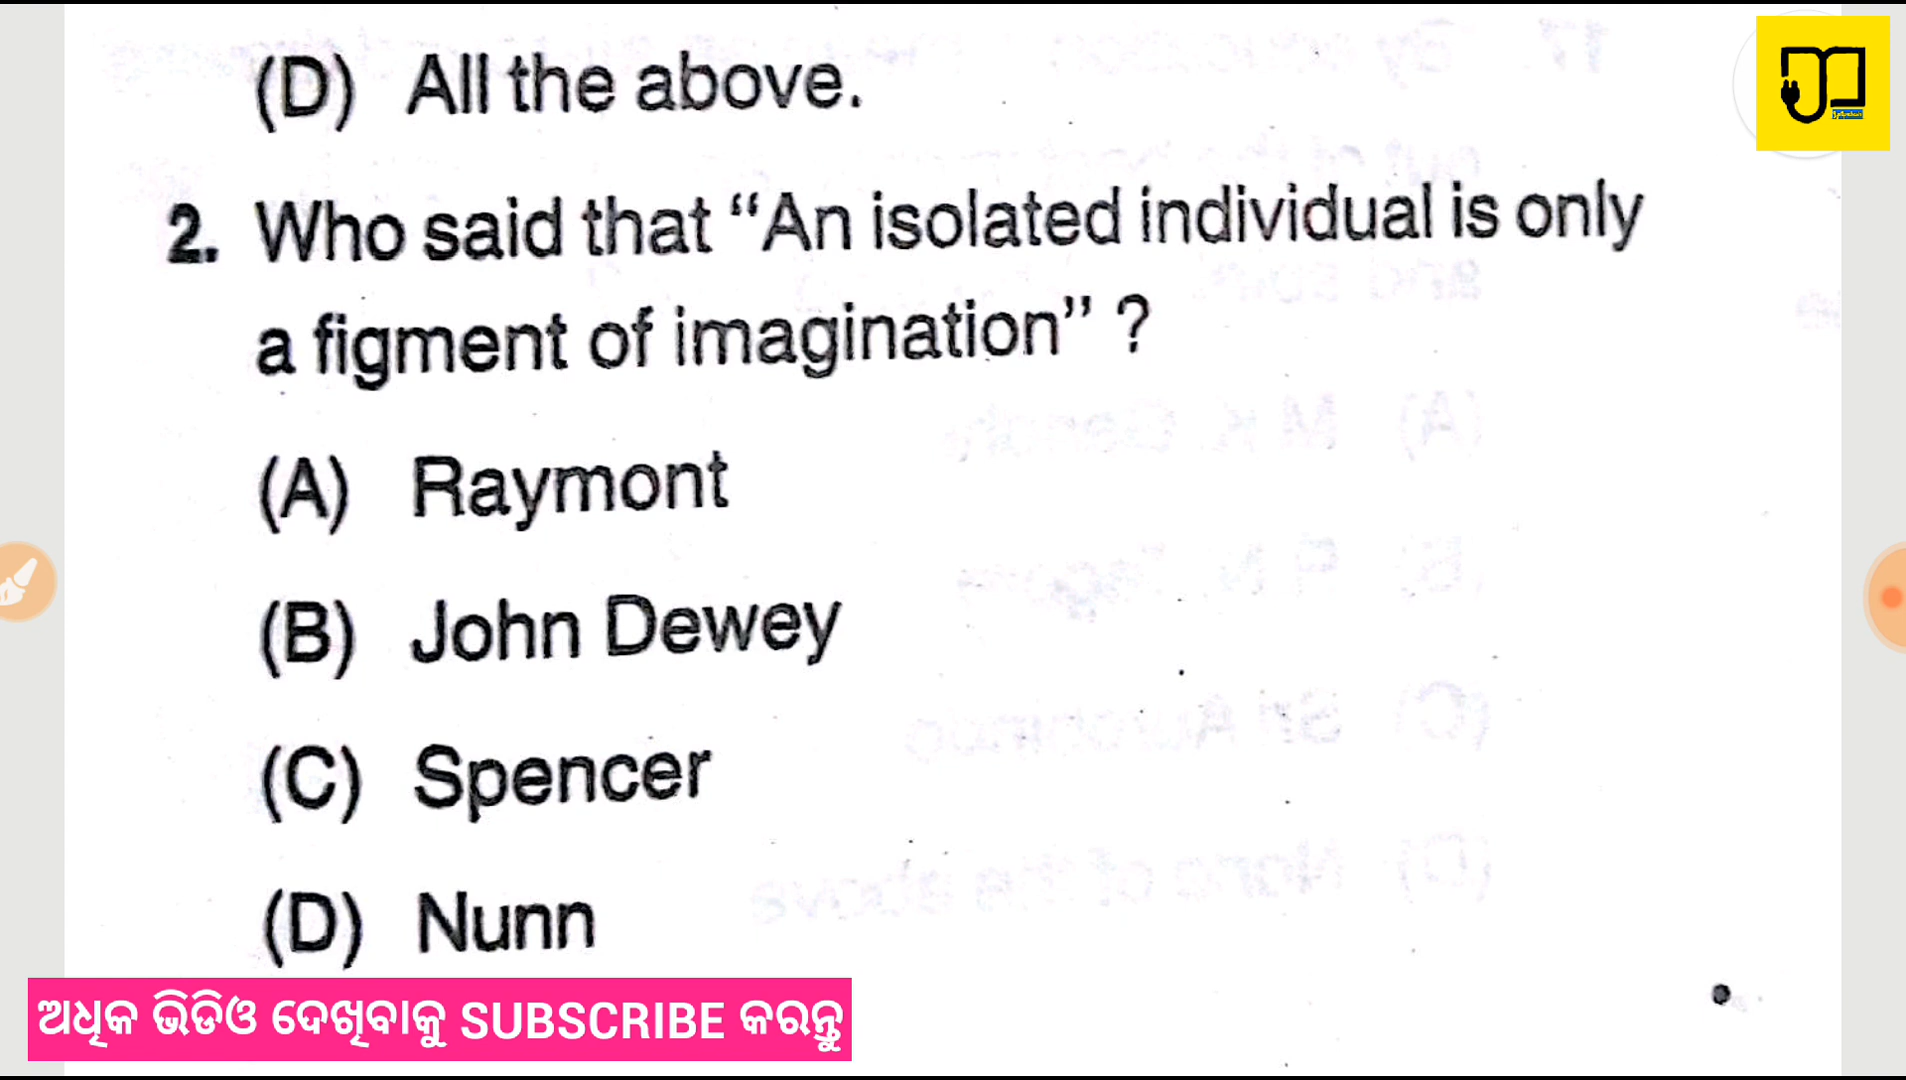 (D) All the above.
2. Who said that “An isolated individual is only
a figment of imagination” ?
(A) Raymont
(B) John Dewey
(C) Spencer
(D) Nunn
ଅଧିକ ଭିଡିଓ ଦେଖିବାକୁ SUBSCRIBE କରନ୍ତୁ